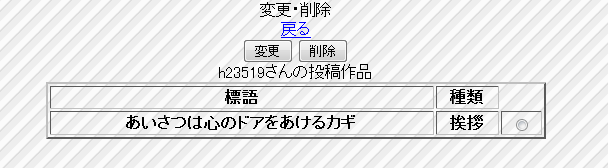 変更・削除
戻る
変更 削除
h23519さんの投稿作品
標語 種類
あいさつは心のドアをあけるカギ 挨拶